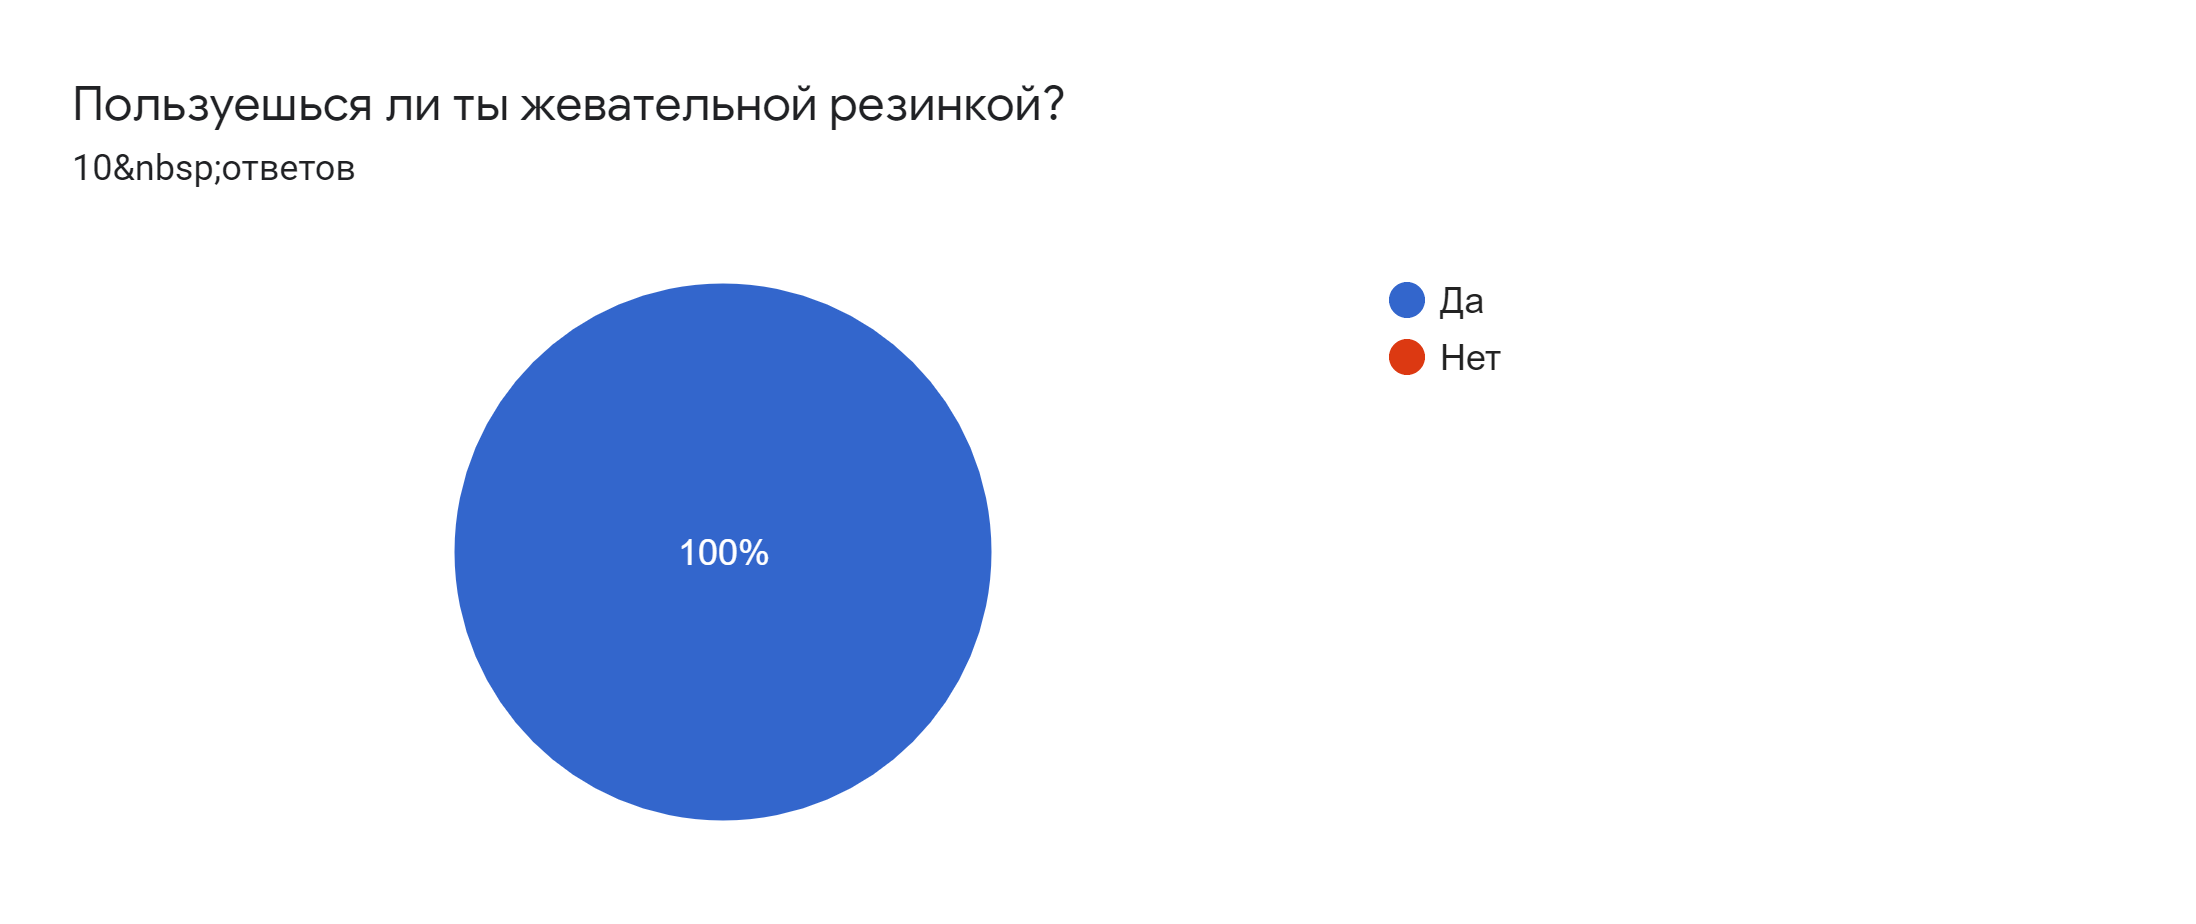 Пользуешься ли ты жевательной резинкой?
10&nbsp;ответов
Да
Нет
100%